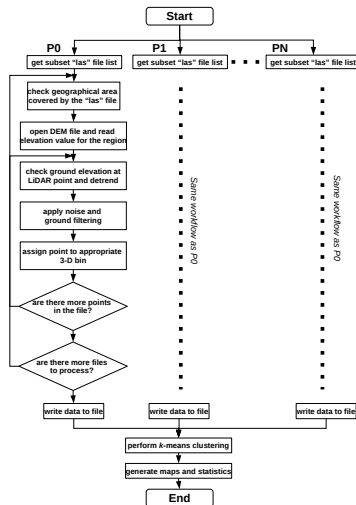 Start
P0
P1
PN
get subset “las” file list
get subset “las” file list
get subset “las” file list
check geographical area
covered by the “las” file
open DEM file and read
elevation value for the region
check ground elevation at
LiDAR point and detrend
apply noise and
ground filtering
assign point to appropriate
3-D bin
are there more points
in the file?
are there more files
to process?
Same workflow as P0
Same workflow as P0
write data to file
write data to file
write data to file
perform k-means clustering
generate maps and statistics
End